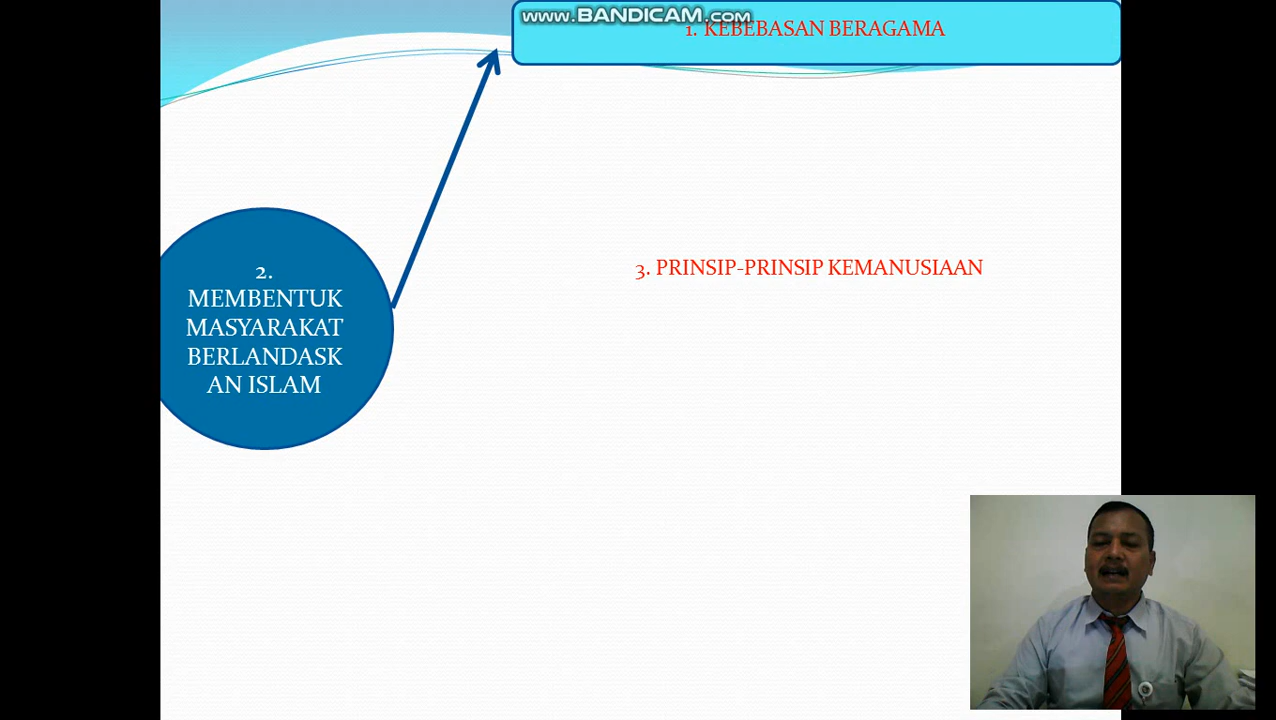 www.BANDICAM.com
1. KEBEBASAN BERAGAMA
3. PRINSIP-PRINSIP KEMANUSIAAN
2.
MEMBENTUK
MASYARAKAT
BERLANDASK
AN ISLAM